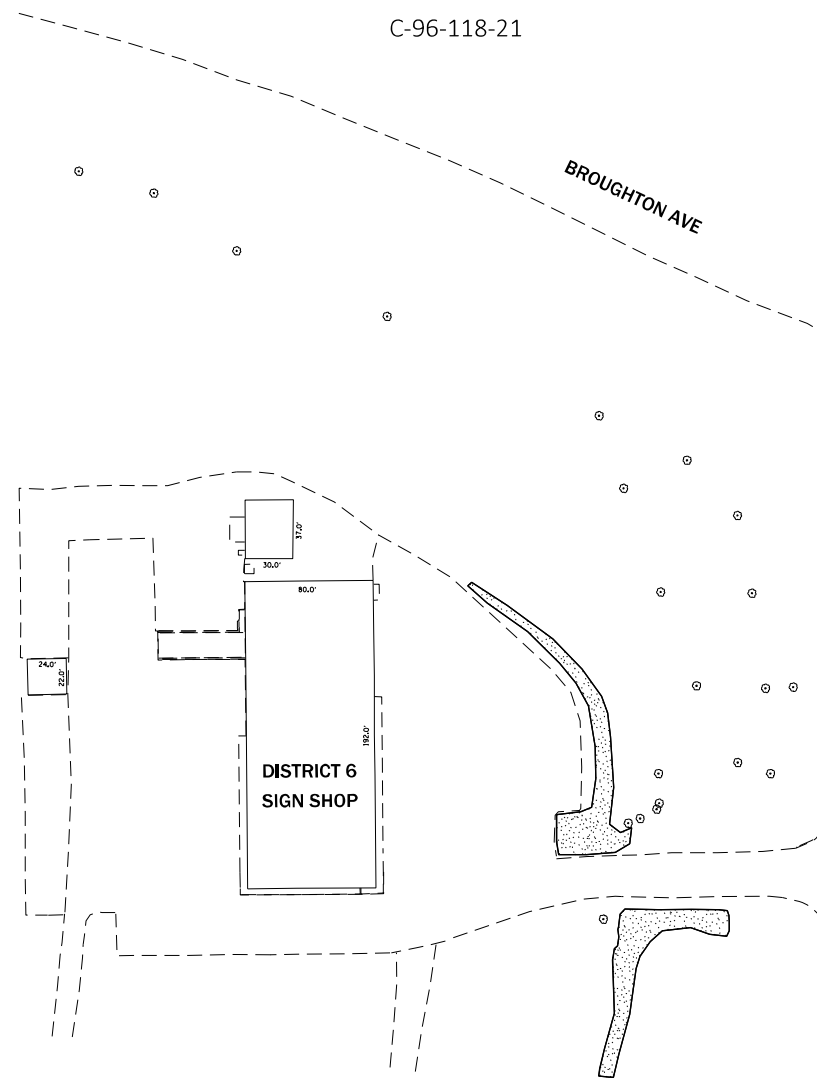 C-96-118-21
BROUGHTON AVE
37.0'
30.0'
80.0'
24.0'
22.0'
192.0'
DISTRICT 6
SIGN SHOP